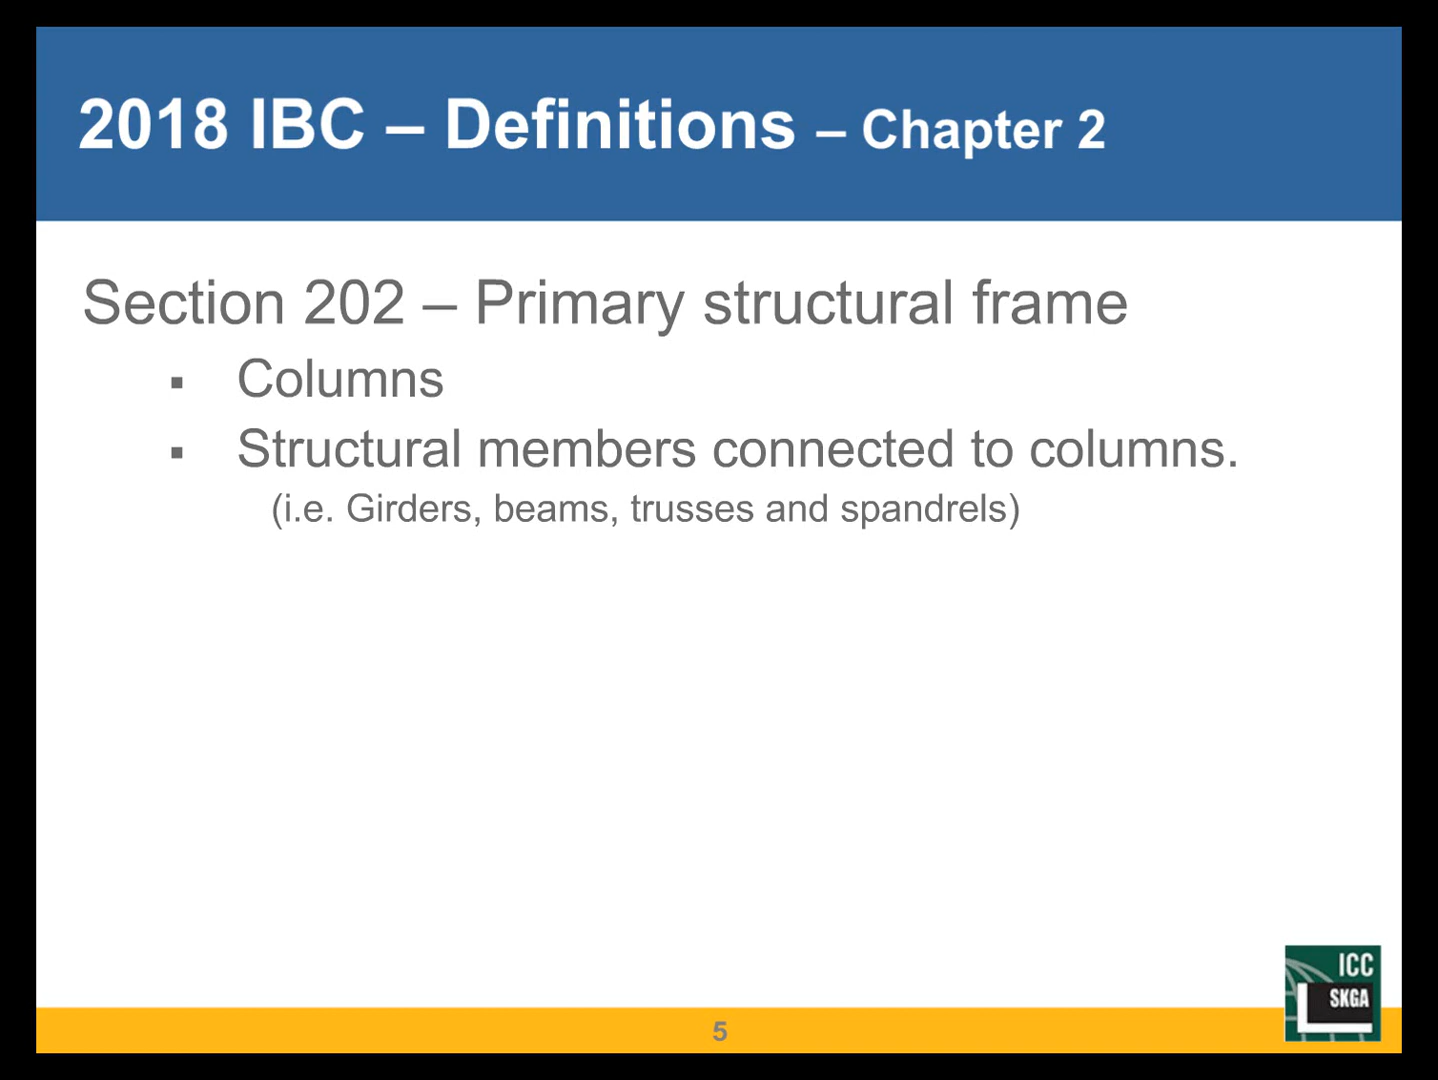 2018 IBC – Definitions – Chapter 2
Section 202 – Primary structural frame
▪ Columns
▪ Structural members connected to columns.
(i.e. Girders, beams, trusses and spandrels)
ICC
SKGA
5